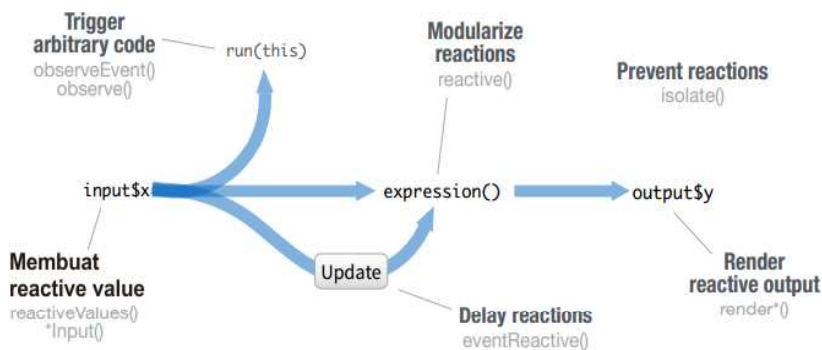 Trigger
arbitrary code
observeEvent()
observe()
run(this)
Modularize
reactions
reactive()
Prevent reactions
isolate()
input$x
expression()
output$y
Membuat
reactive value
reactiveValues()
*Input()
Update
Delay reactions
eventReactive()
Render
reactive output
render*()